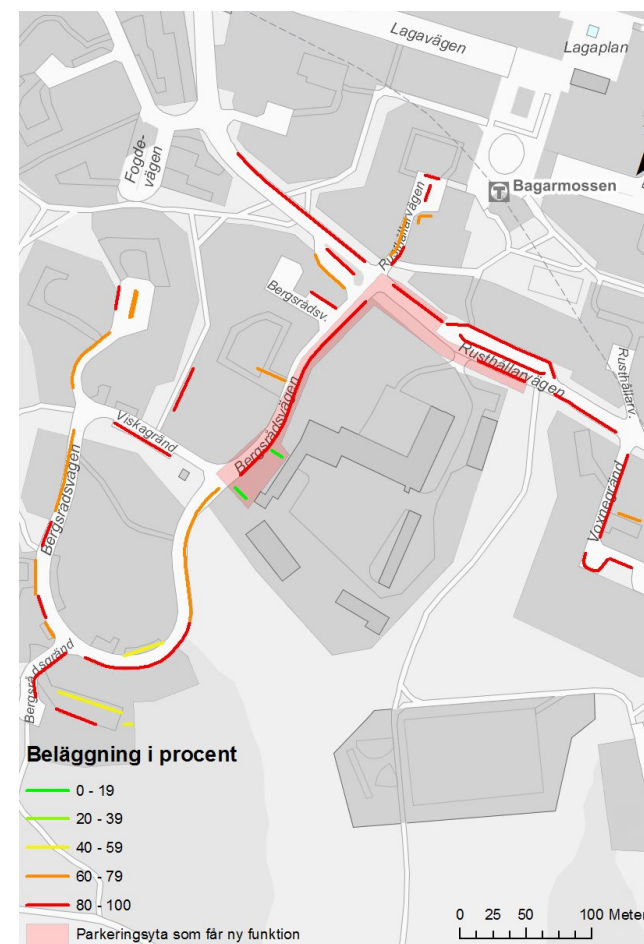 Lagavägen
Lagaplan
Fogde-
vägen
Bagarmossen
T
Rusthållarvägen
Bergsrådsv.
Rusthållarvägen
Rusthållarv.
Viskagränd
Bergsrådsvägen
Bergsrådsvägen
Voxnegränd
Bergsrådsgränd
Beläggning i procent
0 - 19
20 - 39
40 - 59
60 - 79
80 - 100
Parkeringsyta som får ny funktion
0 25 50 100 Meter